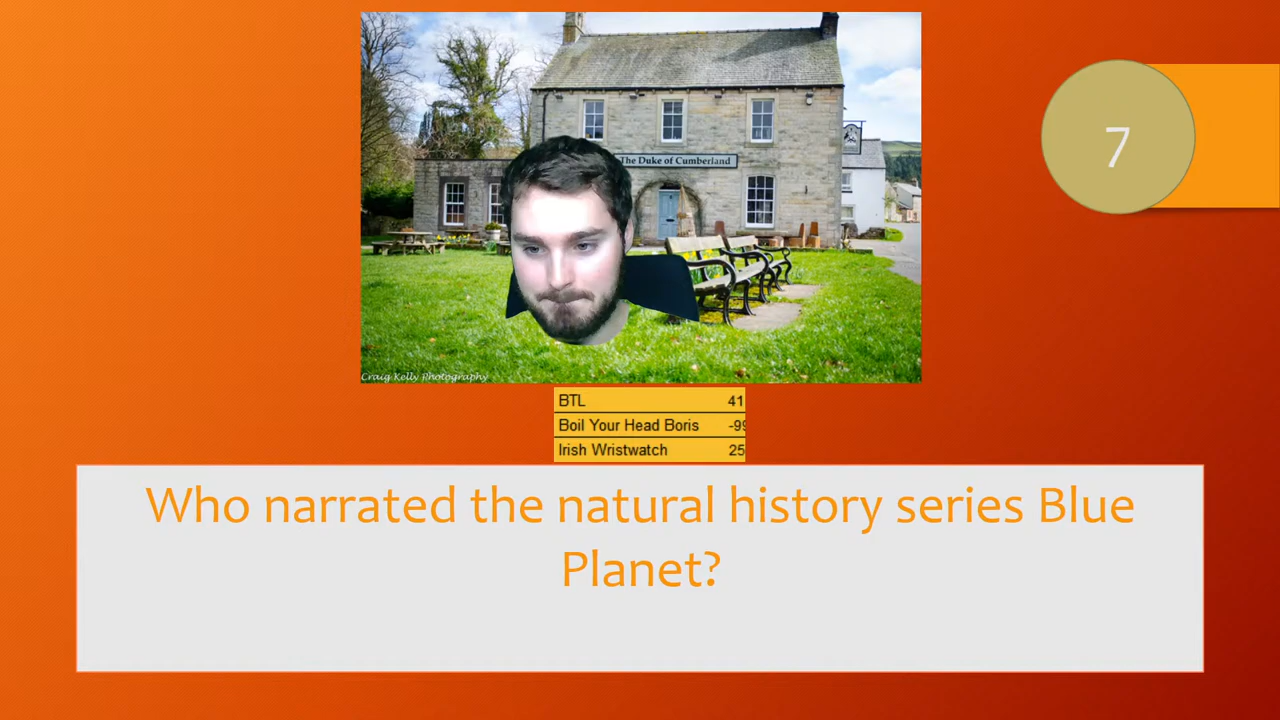 7
The Duke of Cumberland
Craig Kelly Photography
BTL 41
Boil Your Head Boris -99
Irish Wristwatch 25
Who narrated the natural history series Blue
Planet?